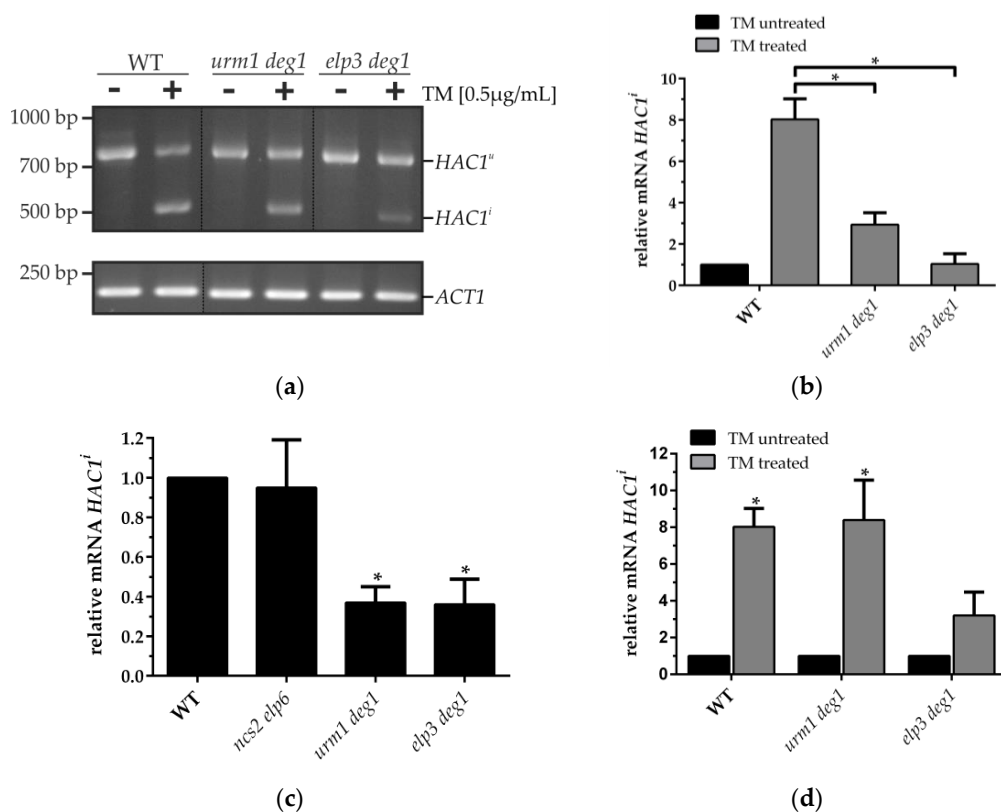 WT urm1 deg1 elp3 deg1
- + - + - + TM [0.5µg/mL]
1000 bp
700 bp
500 bp
HAC1ᵘ
HAC1ⁱ
250 bp
ACT1
(a)
TM untreated
TM treated
* *
relative mRNA HAC1ⁱ
10
8
6
4
2
0
WT
urm1 deg1
elp3 deg1
(b)
relative mRNA HAC1ⁱ
1.2
1.0
0.8
0.6
0.4
0.2
0.0
* *
WT
ncs2 elp6
urm1 deg1
elp3 deg1
(c)
TM untreated
TM treated
relative mRNA HAC1ⁱ
12
10
8
6
4
2
0
* *
WT
urm1 deg1
elp3 deg1
(d)